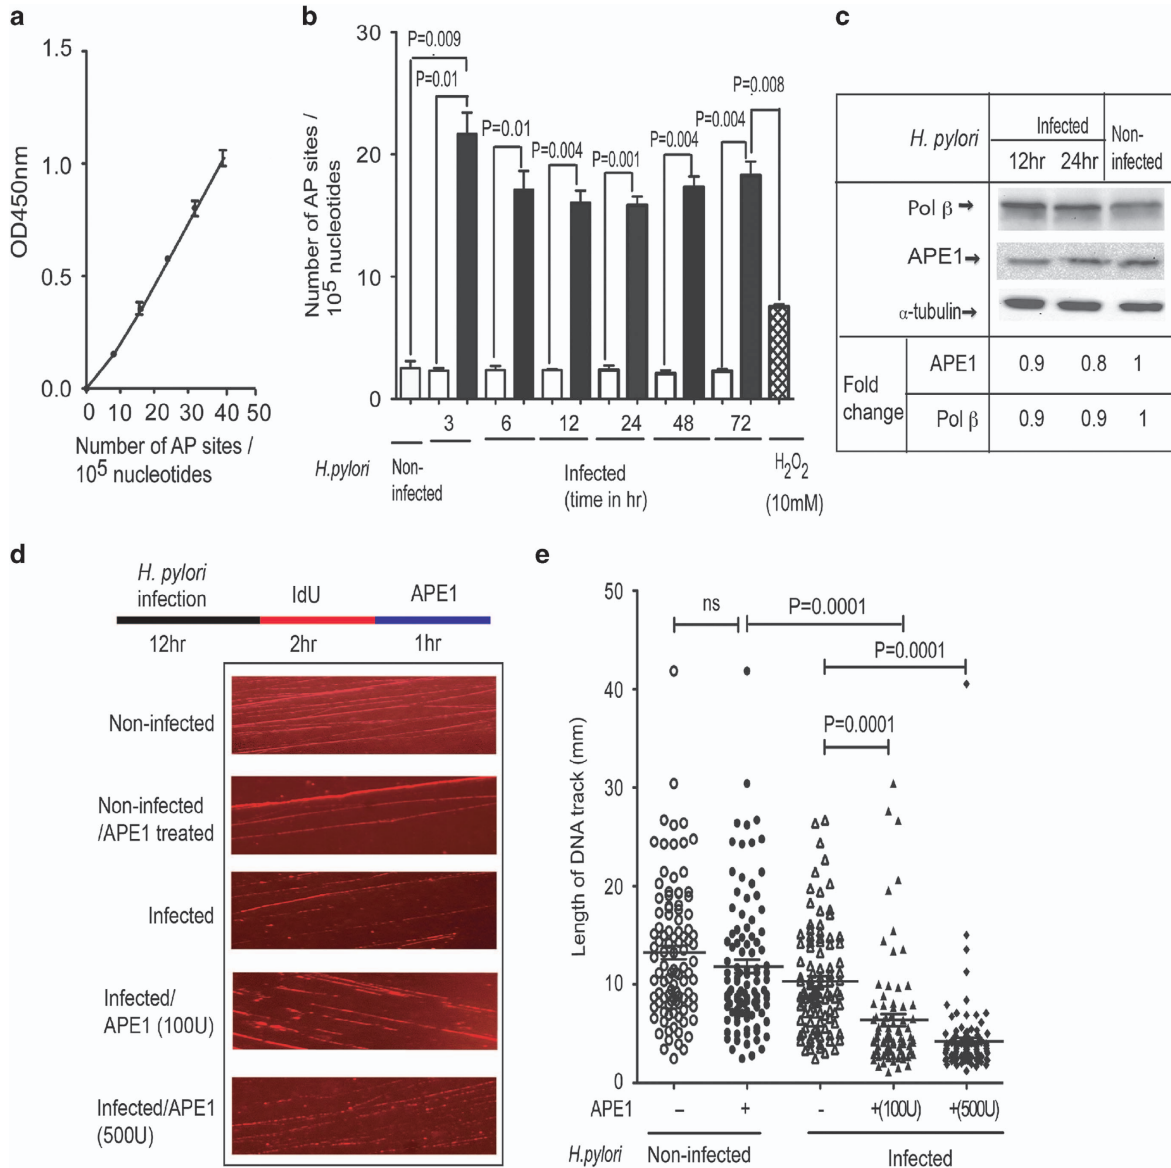 a
1.5
1.0
0.5
0.0
OD450nm
0 10 20 30 40 50
Number of AP sites /
10^5 nucleotides
b
P=0.009
P=0.01
P=0.01
P=0.004
P=0.001
P=0.004
P=0.004
P=0.008
30
20
10
0
Number of AP sites /
10^5 nucleotides
3 6 12 24 48 72
H.pylori
Non-
infected
Infected
(time in hr)
H2O2
(10mM)
c
H. pylori
Infected
12hr 24hr
Non-
infected
Pol β
APE1
α-tubulin
Fold
change
APE1 0.9 0.8 1
Pol β 0.9 0.9 1
d
H. pylori
infection
IdU
APE1
12hr 2hr 1hr
Non-infected
Non-infected
/APE1 treated
Infected
Infected/
APE1 (100U)
Infected/APE1
(500U)
e
50
40
30
20
10
0
Length of DNA track (mm)
ns
P=0.0001
P=0.0001
P=0.0001
APE1 – + - +(100U) +(500U)
H.pylori Non-infected Infected